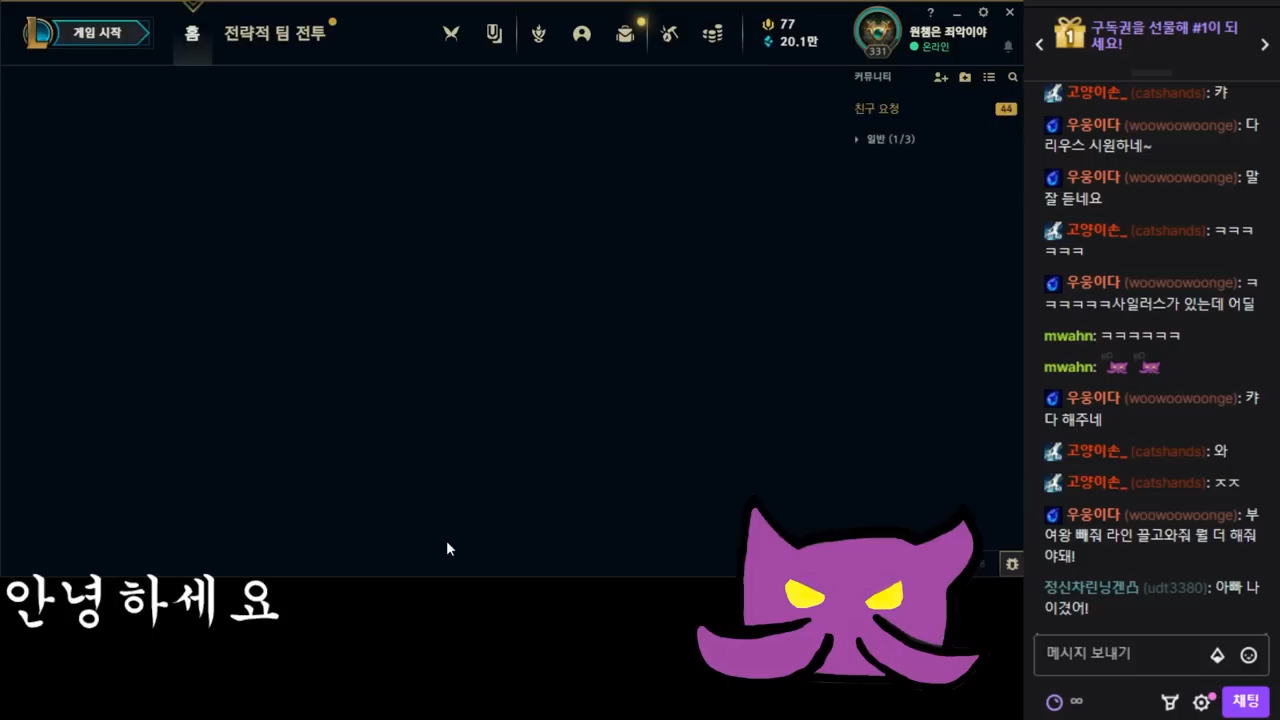 게임 시작
홈
전략적 팀 전투
77
20.1만
331
?
원챔은 죄악이야
온라인
커뮤니티
친구 요청
44
일반 (1/3)
안녕하세요
1
구독권을 선물해 #1이 되
세요!
고양이손_ (catshands): 캬
우웅이다 (woowoowoonge): 다
리우스 시원하네~
우웅이다 (woowoowoonge): 말
잘 듣네요
고양이손_ (catshands): ㅋㅋㅋ
ㅋㅋㅋ
우웅이다 (woowoowoonge): ㅋ
ㅋㅋㅋㅋㅋ사일러스가 있는데 어딜
mwahn: ㅋㅋㅋㅋㅋㅋ
mwahn:
우웅이다 (woowoowoonge): 캬
다 해주네
고양이손_ (catshands): 와
고양이손_ (catshands): ㅈㅈ
우웅이다 (woowoowoonge): 부
여왕 빼줘 라인 끌고와줘 뭘 더 해줘
야돼!
정신차린닝겐凸 (udt3380): 아빠 나
이겼어!
메시지 보내기
채팅